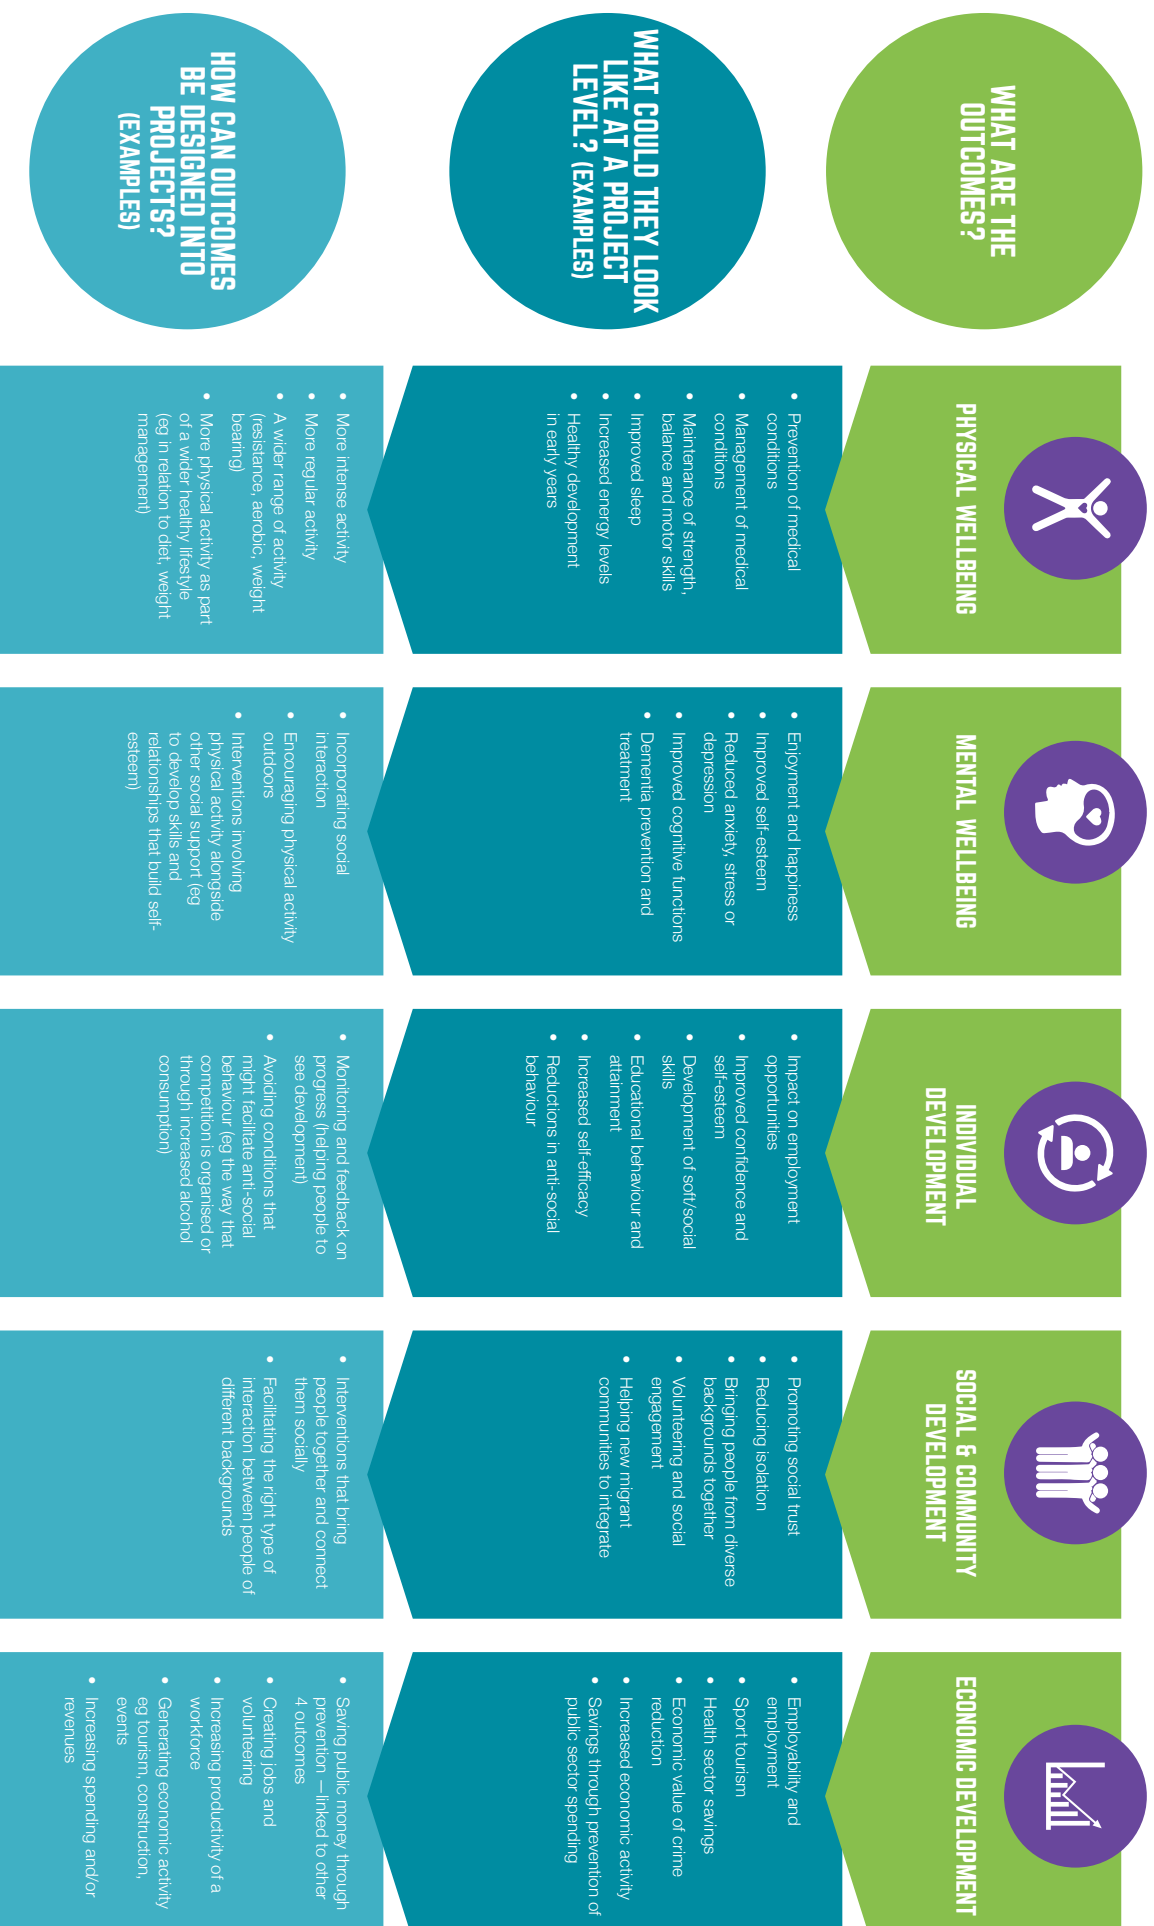 WHAT ARE THE
OUTCOMES?
PHYSICAL WELLBEING
MENTAL WELLBEING
INDIVIDUAL
DEVELOPMENT
SOCIAL & COMMUNITY
DEVELOPMENT
ECONOMIC DEVELOPMENT
WHAT COULD THEY LOOK
LIKE AT A PROJECT
LEVEL? (EXAMPLES)
• Prevention of medical
conditions
• Management of medical
conditions
• Maintenance of strength,
balance and motor skills
• Improved sleep
• Increased energy levels
• Healthy development
in early years
• Enjoyment and happiness
• Improved self-esteem
• Reduced anxiety, stress or
depression
• Improved cognitive functions
• Dementia prevention and
treatment
• Impact on employment
opportunities
• Improved confidence and
self-esteem
• Development of soft/social
skills
• Educational behaviour and
attainment
• Increased self-efficacy
• Reductions in anti-social
behaviour
• Promoting social trust
• Reducing isolation
• Bringing people from diverse
backgrounds together
• Volunteering and social
engagement
• Helping new migrant
communities to integrate
• Employability and
employment
• Sport tourism
• Health sector savings
• Economic value of crime
reduction
• Increased economic activity
• Savings through prevention of
public sector spending
HOW CAN OUTCOMES
BE DESIGNED INTO
PROJECTS?
(EXAMPLES)
• More intense activity
• More regular activity
• A wider range of activity
(resistance, aerobic, weight
bearing)
• More physical activity as part
of a wider healthy lifestyle
(eg in relation to diet, weight
management)
• Incorporating social
interaction
• Encouraging physical activity
outdoors
• Interventions involving
physical activity alongside
other social support (eg
to develop skills and
relationships that build self-
esteem)
• Monitoring and feedback on
progress (helping people to
see development)
• Avoiding conditions that
might facilitate anti-social
behaviour (eg the way that
competition is organised or
through increased alcohol
consumption)
• Interventions that bring
people together and connect
them socially
• Facilitating the right type of
interaction between people of
different backgrounds
• Saving public money through
prevention – linked to other
4 outcomes
• Creating jobs and
volunteering
• Increasing productivity of a
workforce
• Generating economic activity
eg tourism, construction,
events
• Increasing spending and/or
revenues